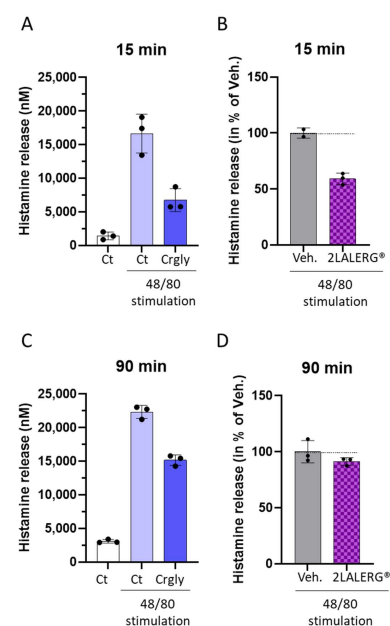 A
15 min
Histamine release (nM)
25,000
20,000
15,000
10,000
5,000
0
Ct
Ct
Crgly
48/80
stimulation
B
15 min
Histamine release (in % of Veh.)
150
100
50
0
Veh.
2LALERG®
48/80
stimulation
C
90 min
Histamine release (nM)
25,000
20,000
15,000
10,000
5,000
0
Ct
Ct
Crgly
48/80
stimulation
D
90 min
Histamine release (in % of Veh.)
150
100
50
0
Veh.
2LALERG®
48/80
stimulation